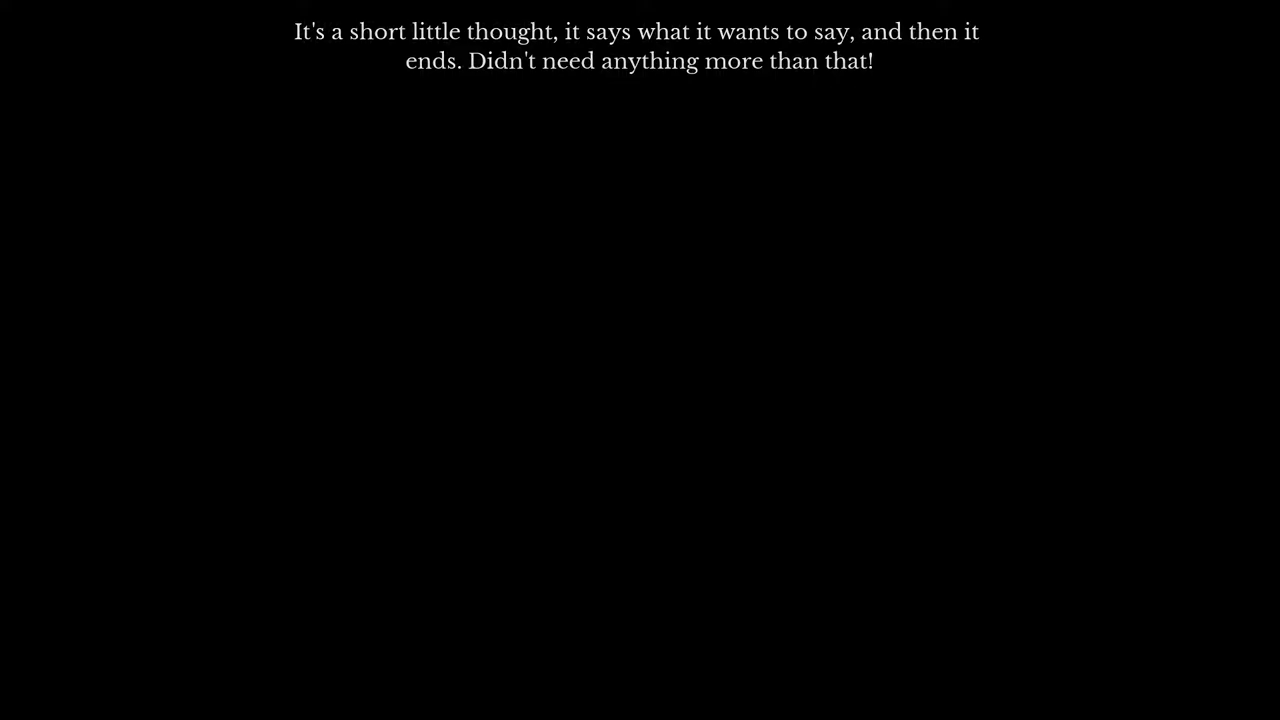 It's a short little thought, it says what it wants to say, and then it
ends. Didn't need anything more than that!